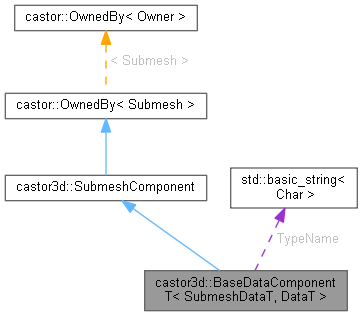 castor::OwnedBy< Owner >
< Submesh >
castor::OwnedBy< Submesh >
castor3d::SubmeshComponent
std::basic_string<
Char >
TypeName
castor3d::BaseDataComponent
T< SubmeshDataT, DataT >